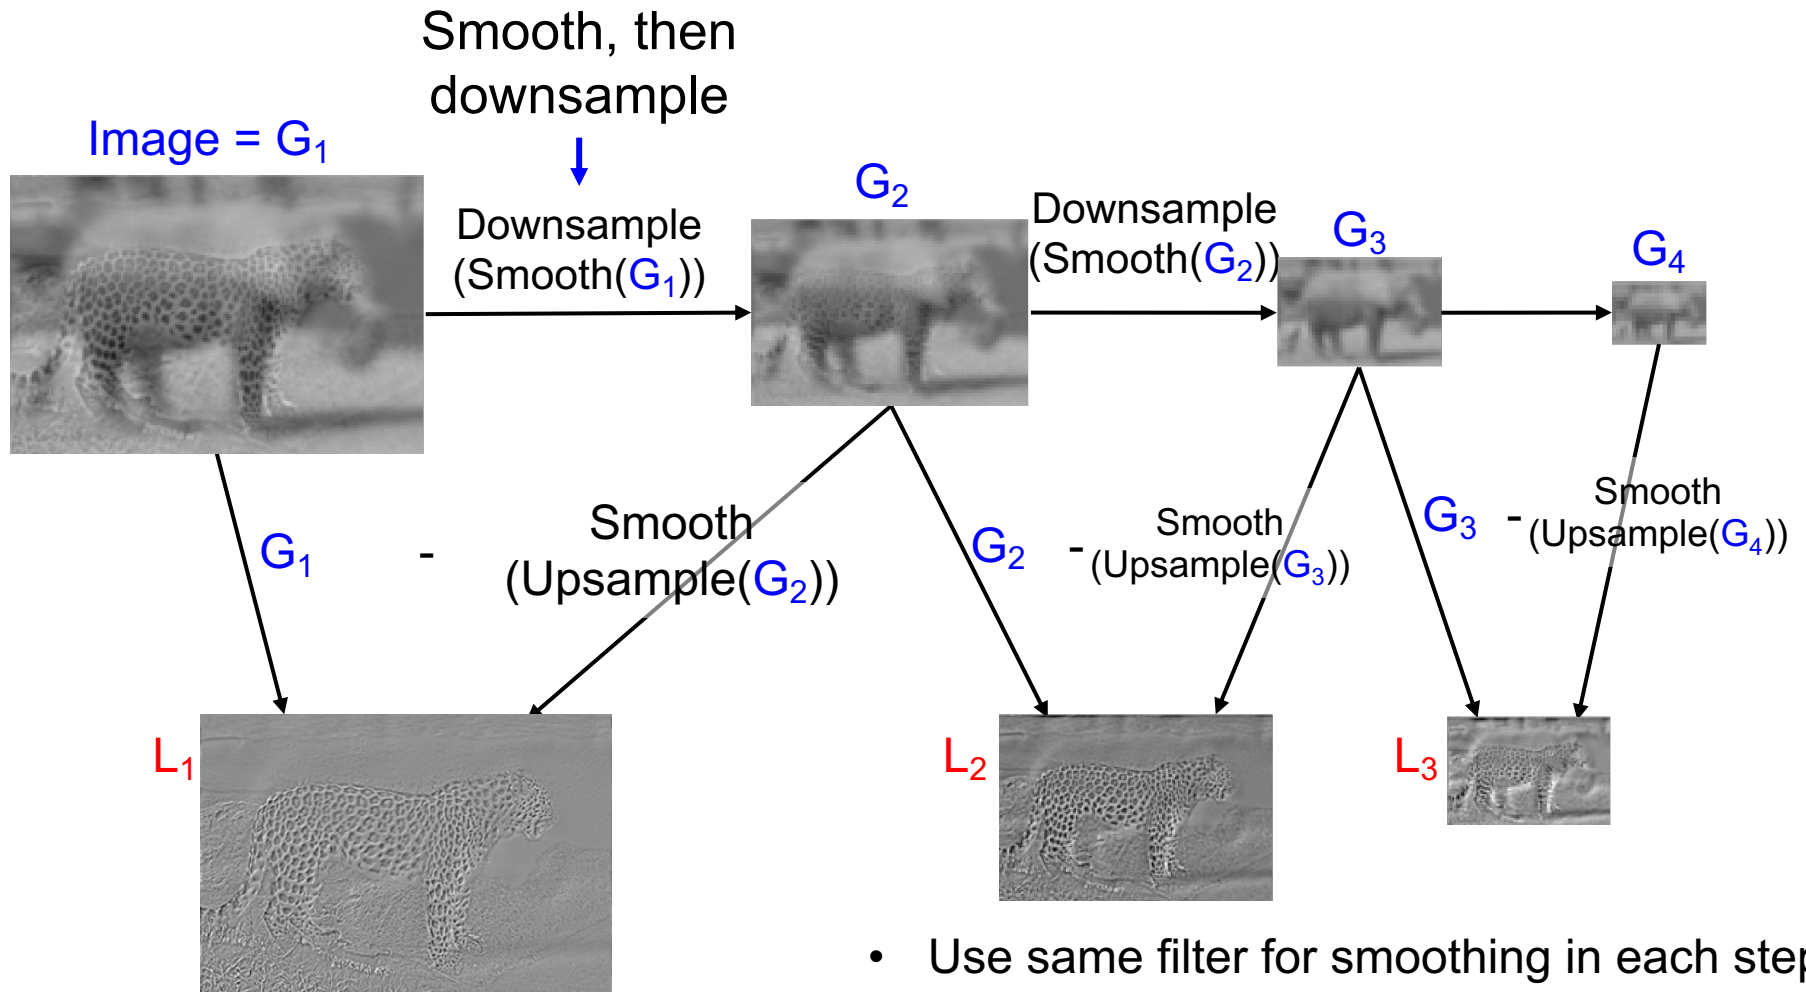 Smooth, then
downsample
Image = G₁
Downsample
(Smooth(G₁))
G₂
Downsample
(Smooth(G₂))
G₃
G₄
G₁
-
Smooth
(Upsample(G₂))
G₂
-
Smooth
(Upsample(G₃))
G₃
-
Smooth
(Upsample(G₄))
L₁
L₂
L₃
• Use same filter for smoothing in each step